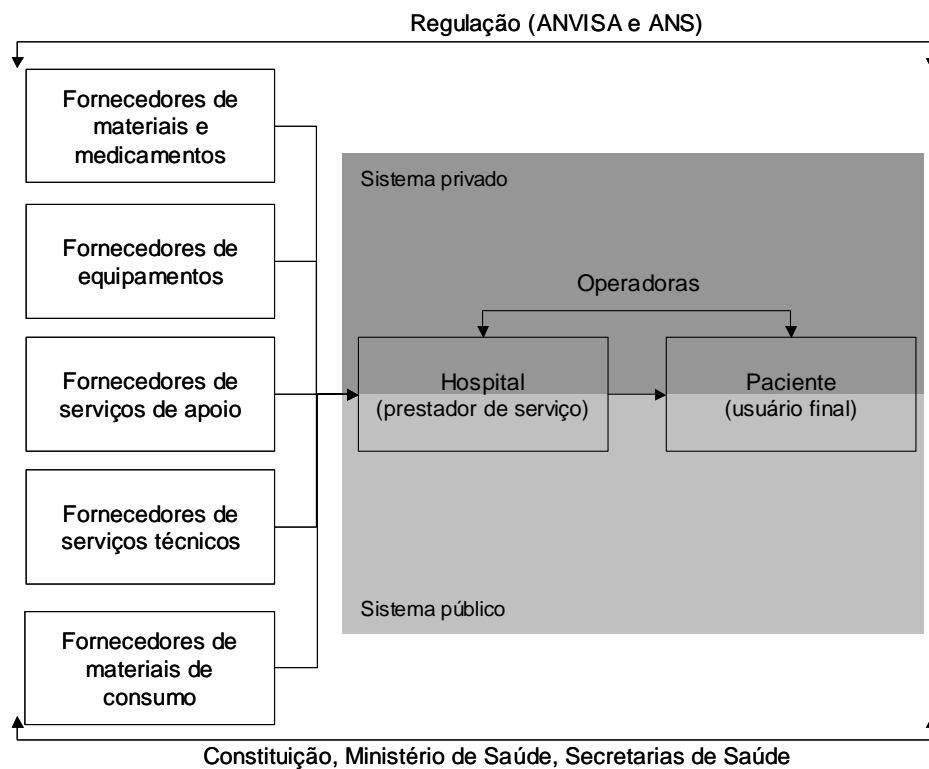 Regulação (ANVISA e ANS)
Fornecedores de
materiais e
medicamentos
Fornecedores de
equipamentos
Fornecedores de
serviços de apoio
Fornecedores de
serviços técnicos
Fornecedores de
materiais de
consumo
Sistema privado
Operadoras
Hospital
(prestador de serviço)
Paciente
(usuário final)
Sistema público
Constituição, Ministério de Saúde, Secretarias de Saúde